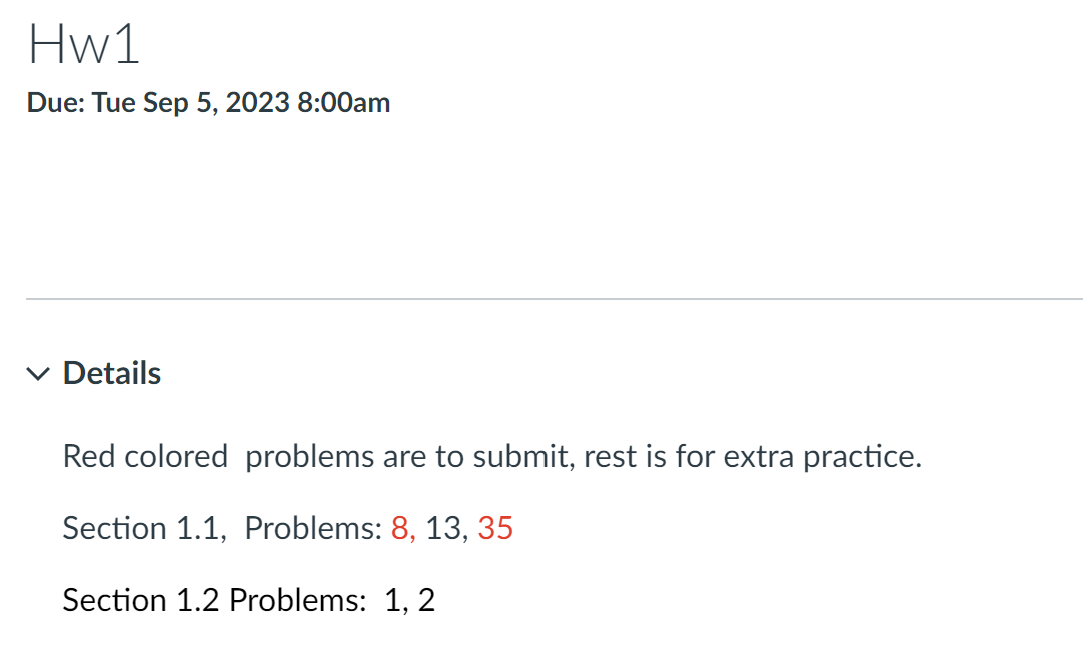 Hw1
Due: Tue Sep 5, 2023 8:00am
Details
Red colored  problems are to submit, rest is for extra practice.
Section 1.1,  Problems: 8, 13, 35
Section 1.2 Problems:  1, 2